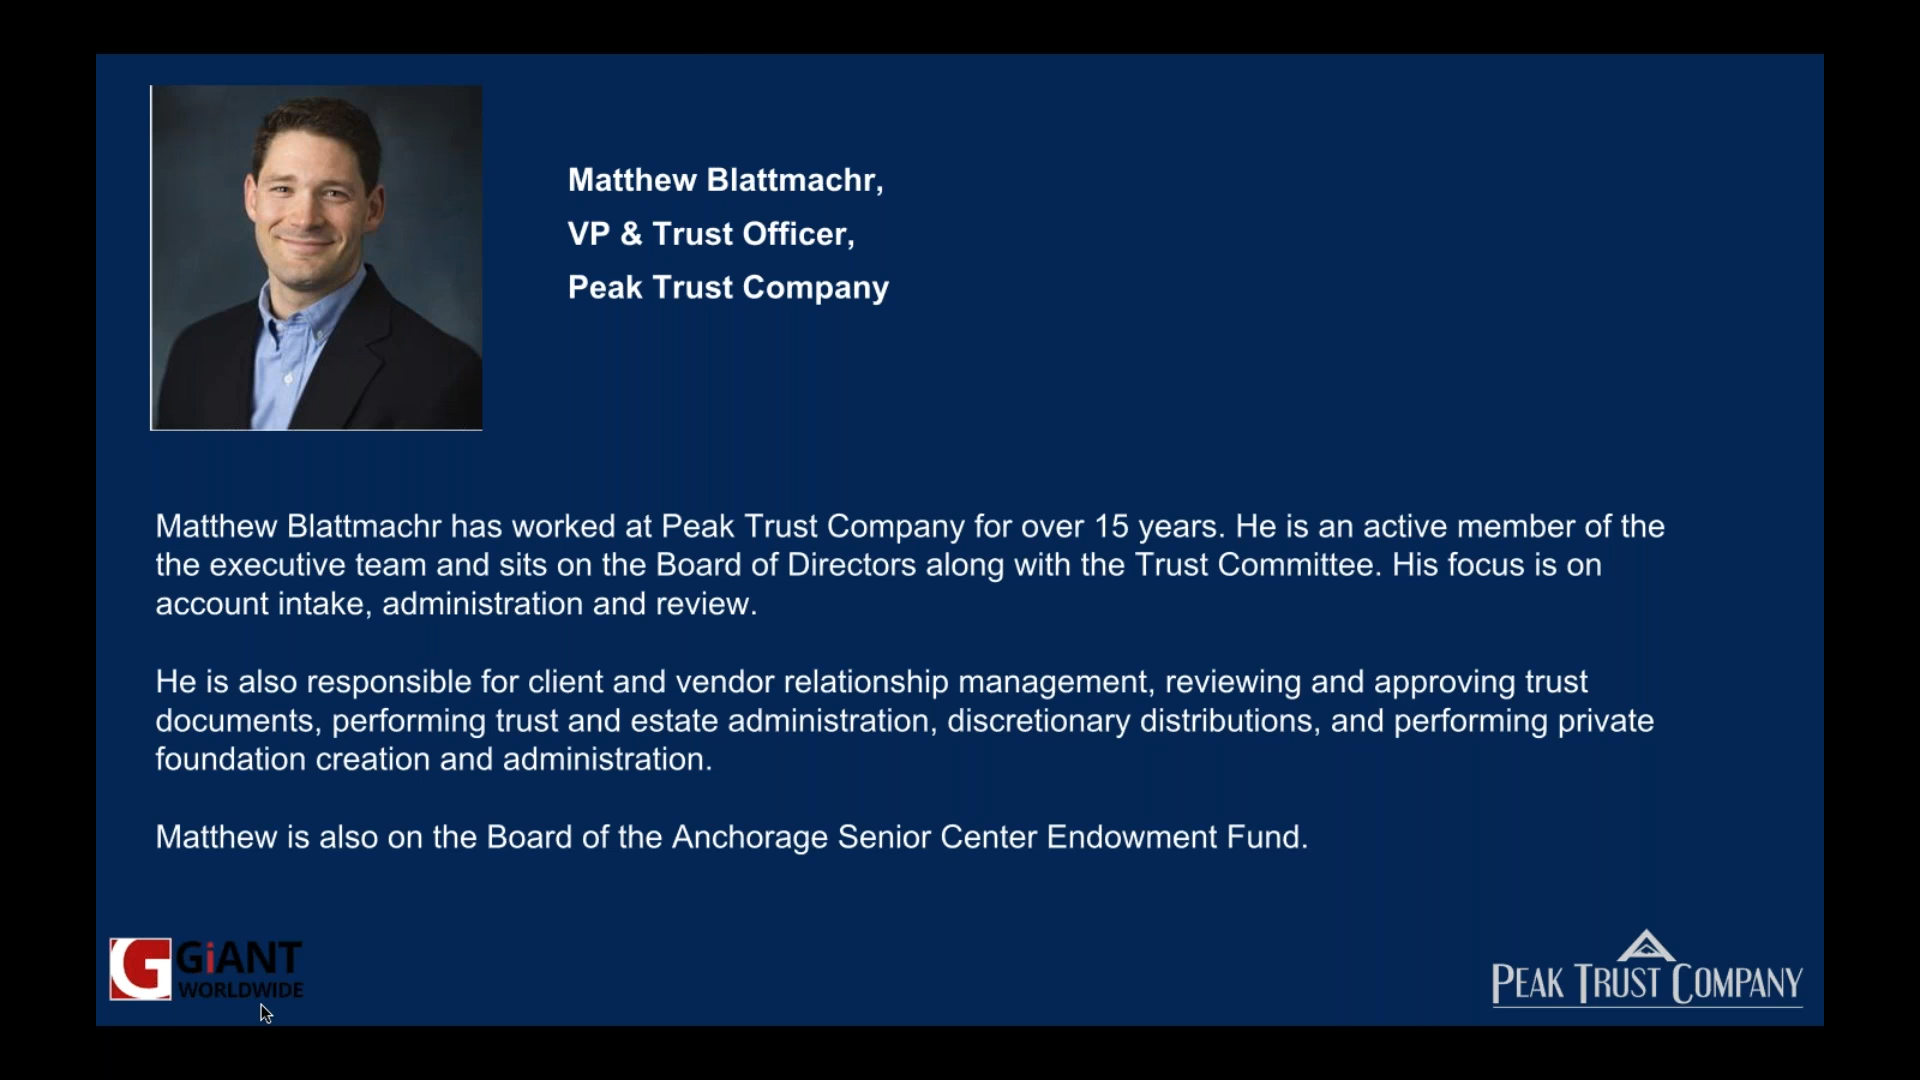 Matthew Blattmachr,
VP & Trust Officer,
Peak Trust Company
Matthew Blattmachr has worked at Peak Trust Company for over 15 years. He is an active member of the
the executive team and sits on the Board of Directors along with the Trust Committee. His focus is on
account intake, administration and review.
He is also responsible for client and vendor relationship management, reviewing and approving trust
documents, performing trust and estate administration, discretionary distributions, and performing private
foundation creation and administration.
Matthew is also on the Board of the Anchorage Senior Center Endowment Fund.
G GiANT
WORLDWIDE
PEAK TRUST COMPANY